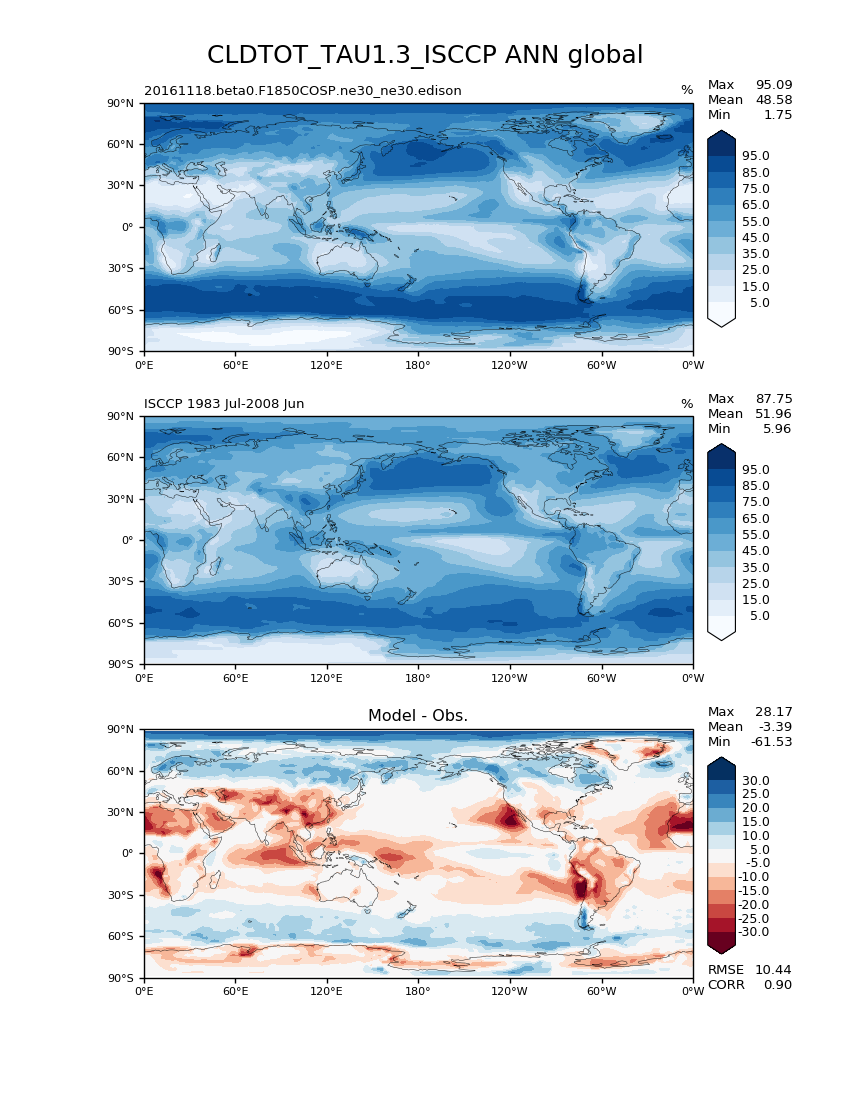 CLDTOT_TAU1.3_ISCCP ANN global
20161118.beta0.F1850COSP.ne30_ne30.edison %
Max 95.09
Mean 48.58
Min 1.75
90°N
60°N
30°N
0°
30°S
60°S
90°S
0°E 60°E 120°E 180° 120°W 60°W 0°W
95.0
85.0
75.0
65.0
55.0
45.0
35.0
25.0
15.0
5.0
ISCCP 1983 Jul-2008 Jun %
Max 87.75
Mean 51.96
Min 5.96
90°N
60°N
30°N
0°
30°S
60°S
90°S
0°E 60°E 120°E 180° 120°W 60°W 0°W
95.0
85.0
75.0
65.0
55.0
45.0
35.0
25.0
15.0
5.0
Model - Obs.
Max 28.17
Mean -3.39
Min -61.53
90°N
60°N
30°N
0°
30°S
60°S
90°S
0°E 60°E 120°E 180° 120°W 60°W 0°W
30.0
25.0
20.0
15.0
10.0
5.0
-5.0
-10.0
-15.0
-20.0
-25.0
-30.0
RMSE 10.44
CORR 0.90